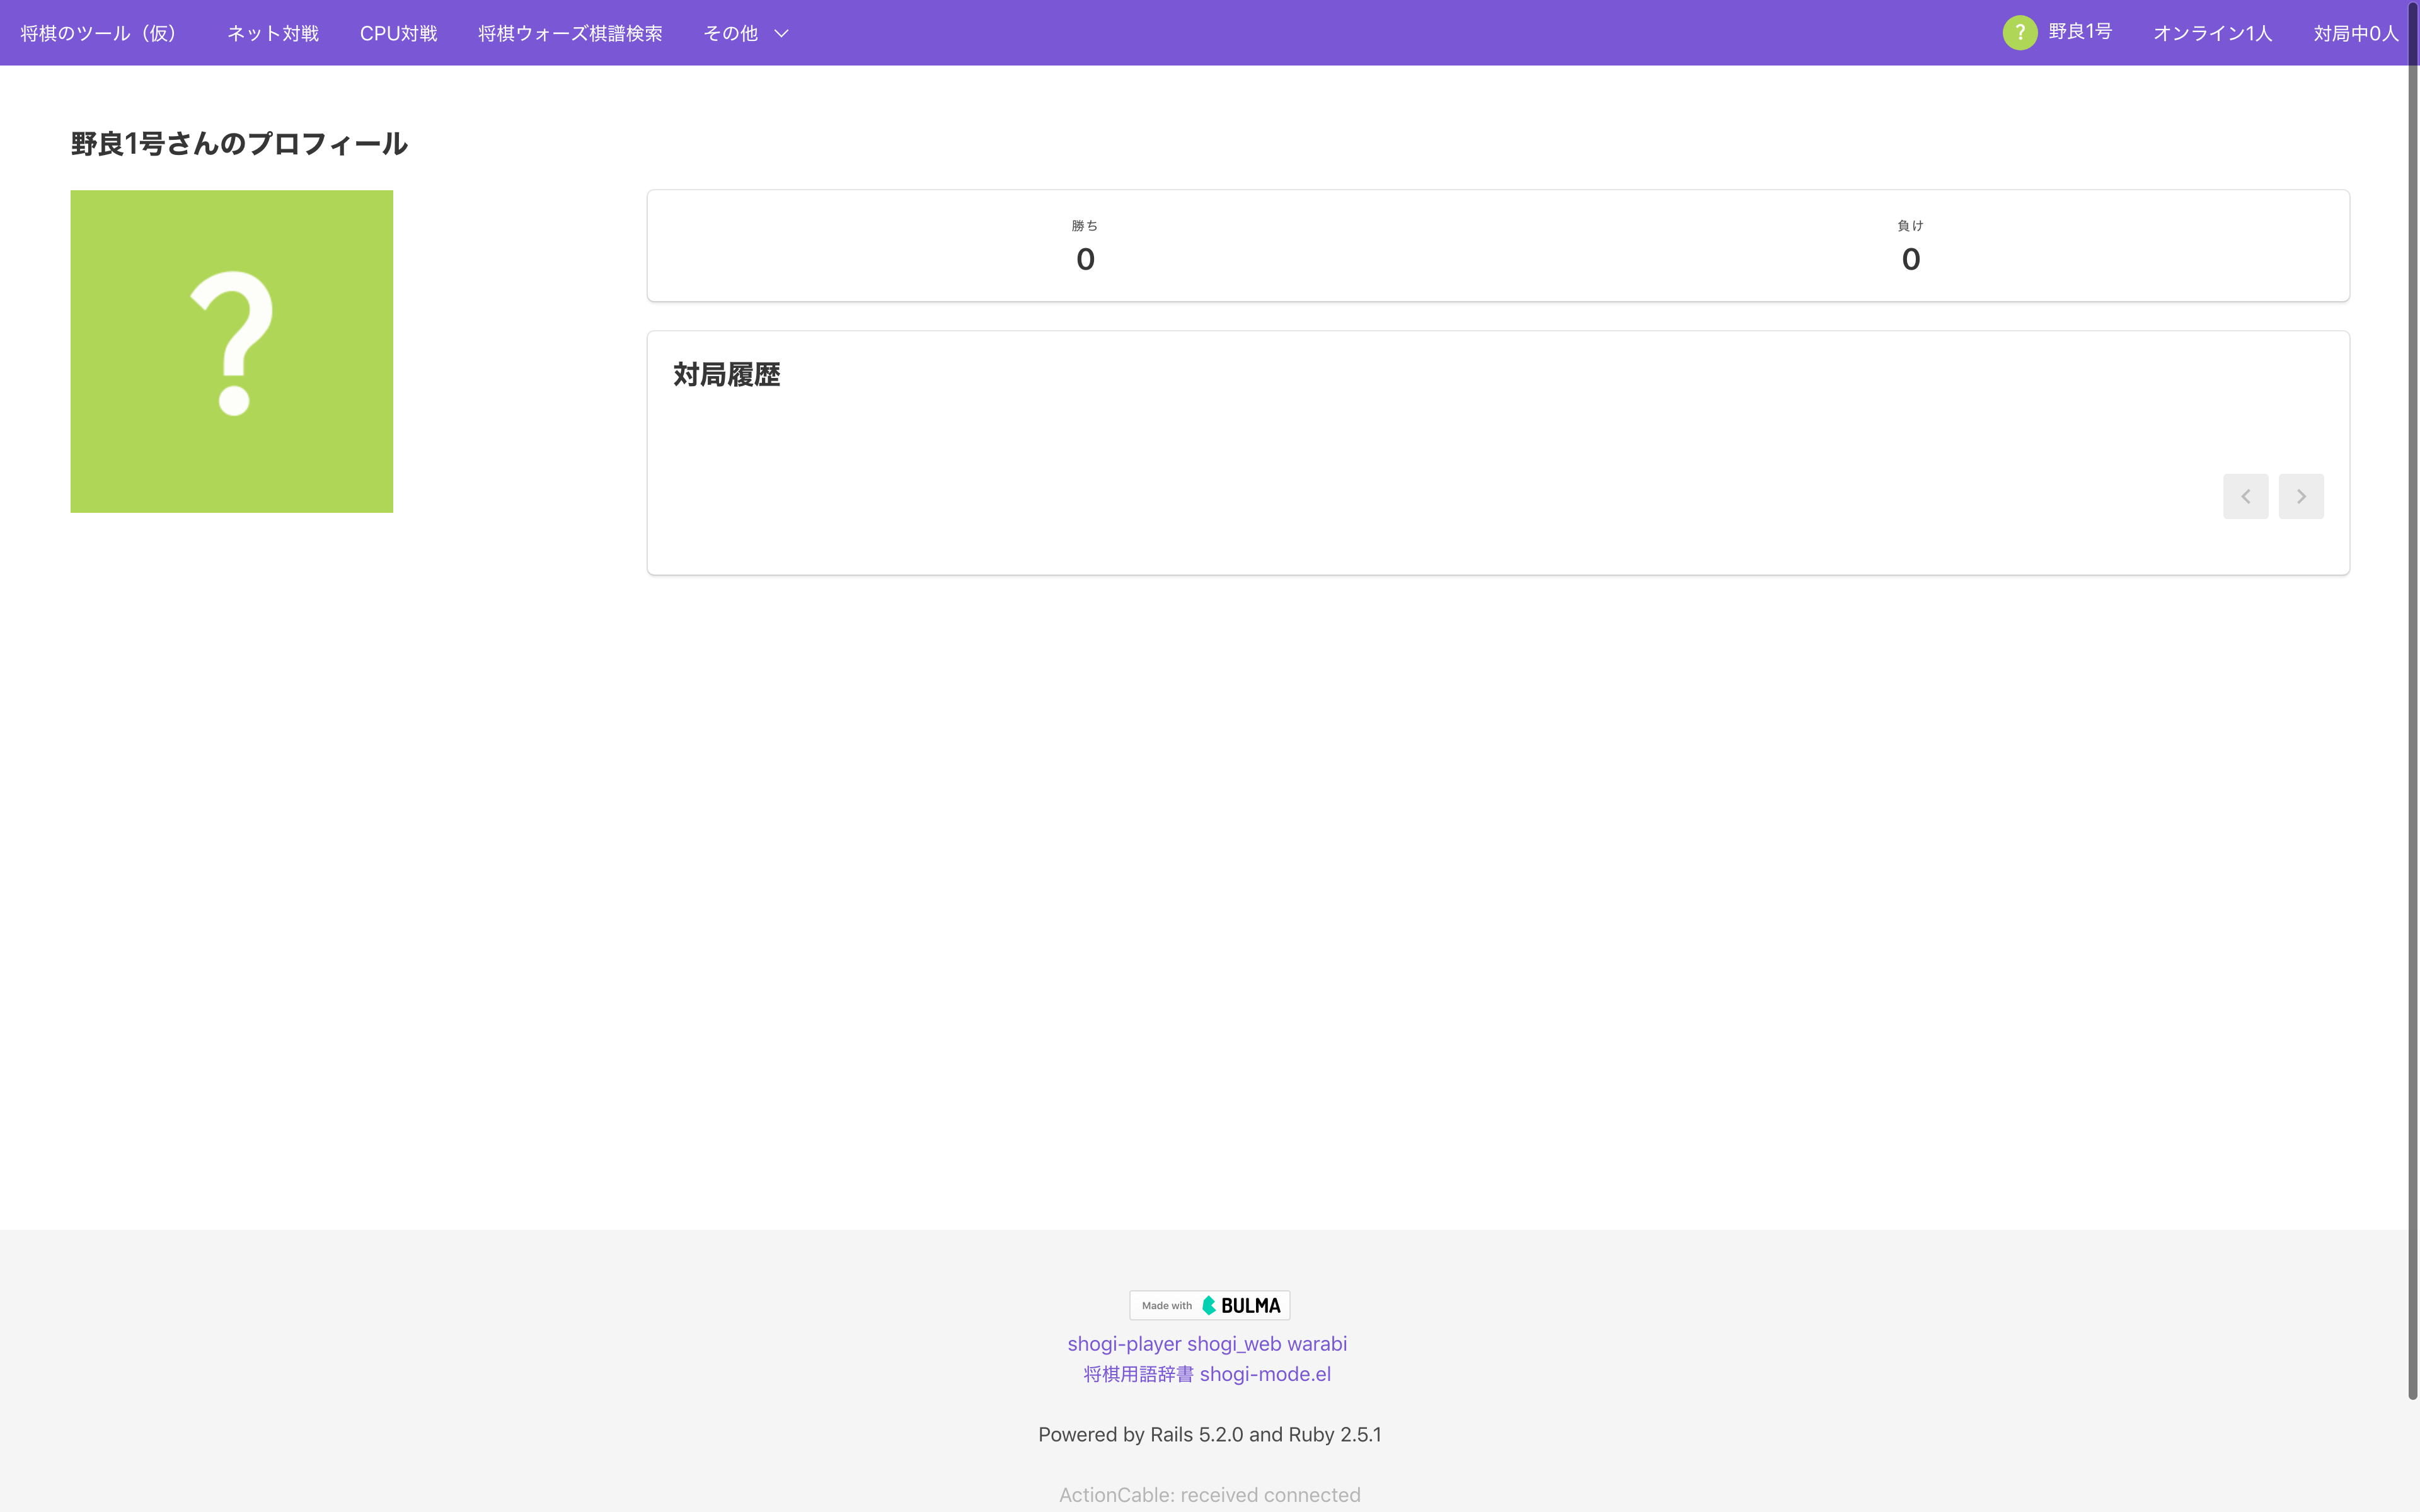 将棋のツール（仮） ネット対戦 CPU対戦 将棋ウォーズ棋譜検索 その他 ? 野良1号 オンライン1人 対局中0人
野良1号さんのプロフィール
?
勝ち 負け
0 0
対局履歴
Made with BULMA
shogi-player shogi_web warabi
将棋用語辞書 shogi-mode.el
Powered by Rails 5.2.0 and Ruby 2.5.1
ActionCable: received connected